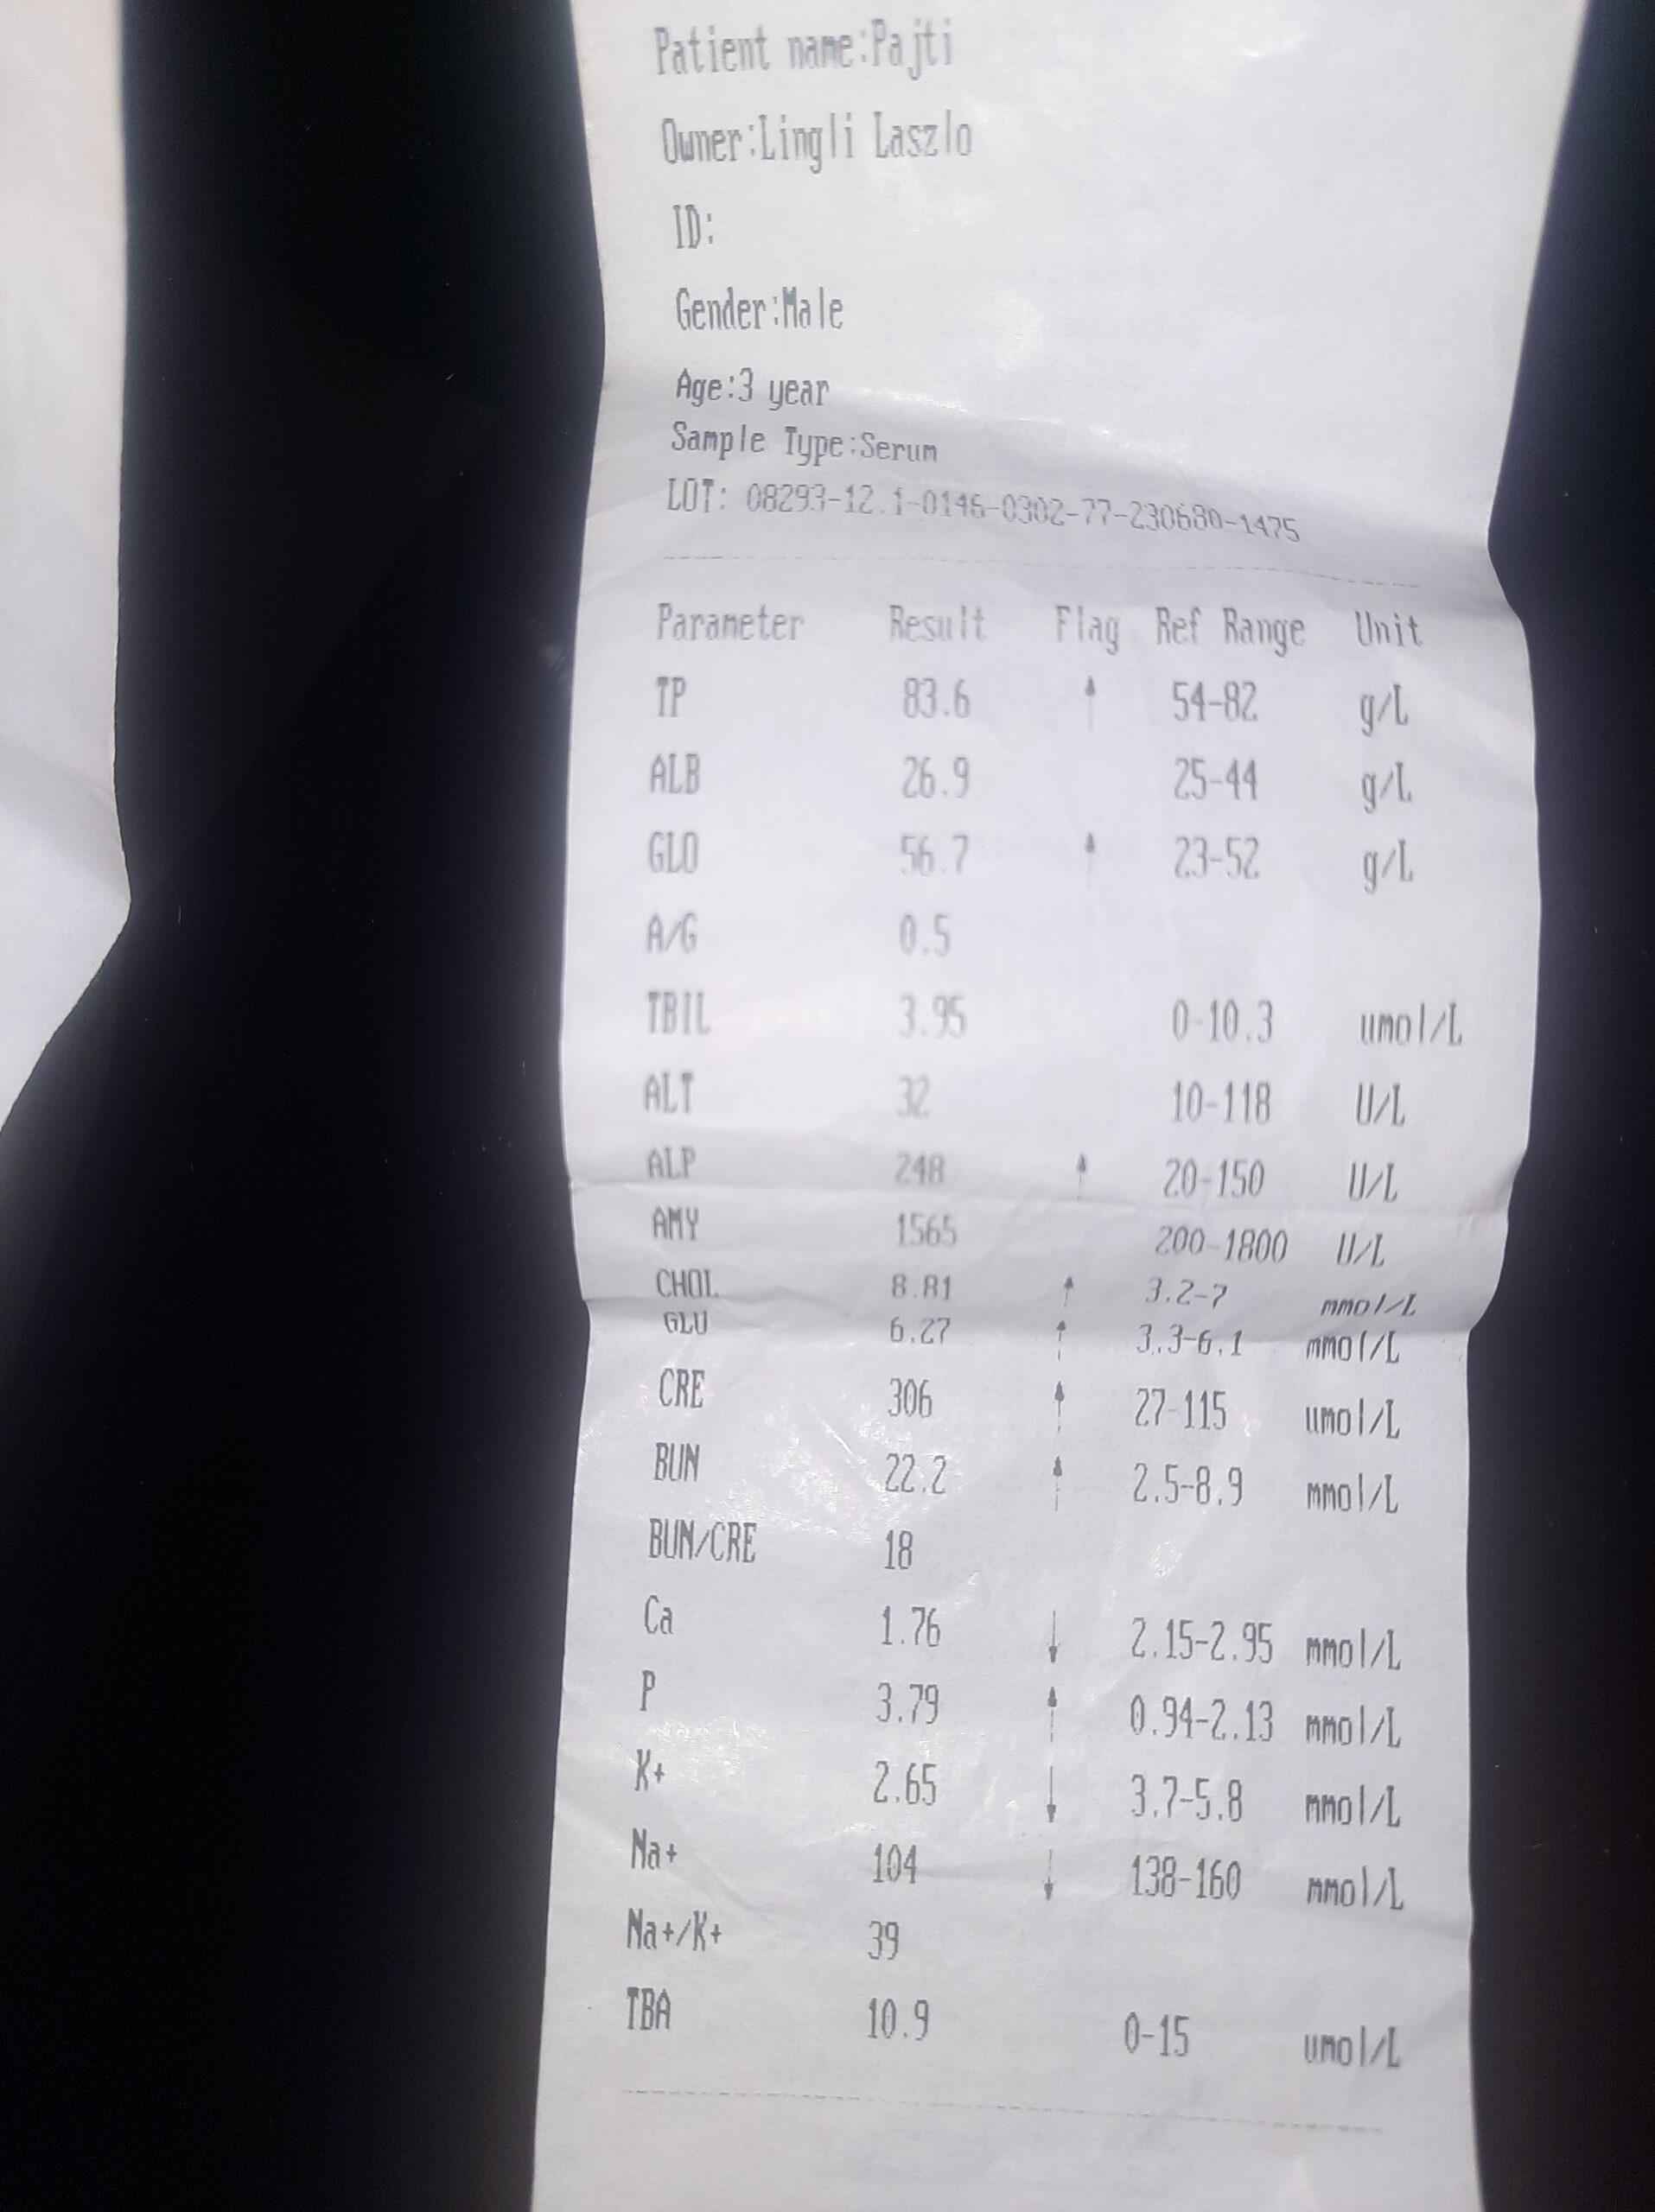 Patient name:Pajti
Owner:Lingli Laszlo
ID:
Gender:Male
Age:3 year
Sample Type:Serum
LOT: 08293-12.1-0146-0302-77-230680-1475
Parameter Result Flag Ref Range Unit
TP 83.6 ↑ 54-82 g/L
ALB 26.9 25-44 g/L
GLO 56.7 ↑ 23-52 g/L
A/G 0.5
TBIL 3.95 0-10.3 umol/L
ALT 32 10-118 U/L
ALP 248 ↑ 20-150 U/L
AMY 1565 200-1800 U/L
CHOL 8.81 ↑ 3.2-7 mmol/L
GLU 6.27 ↑ 3.3-6.1 mmol/L
CRE 306 ↑ 27-115 umol/L
BUN 22.2 ↑ 2.5-8.9 mmol/L
BUN/CRE 18
Ca 1.76 ↓ 2.15-2.95 mmol/L
P 3.79 ↑ 0.94-2.13 mmol/L
K+ 2.65 ↓ 3.7-5.8 mmol/L
Na+ 104 ↓ 138-160 mmol/L
Na+/K+ 39
TBA 10.9 0-15 umol/L